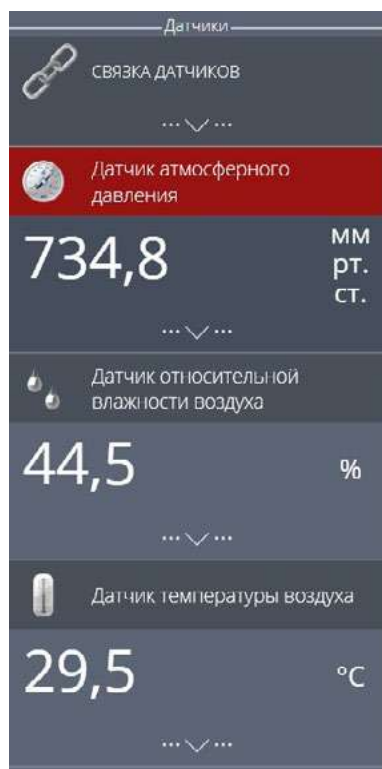 Датчики
СВЯЗКА ДАТЧИКОВ
Датчик атмосферного
давления
734,8
мм
рт.
ст.
Датчик относительной
влажности воздуха
44,5
%
Датчик температуры воздуха
29,5
°C